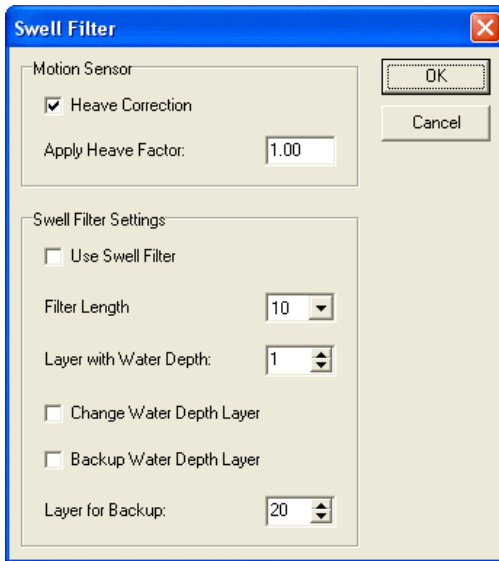 Swell Filter
Motion Sensor
Heave Correction
Apply Heave Factor: 1.00
OK
Cancel
Swell Filter Settings
Use Swell Filter
Filter Length 10
Layer with Water Depth: 1
Change Water Depth Layer
Backup Water Depth Layer
Layer for Backup: 20